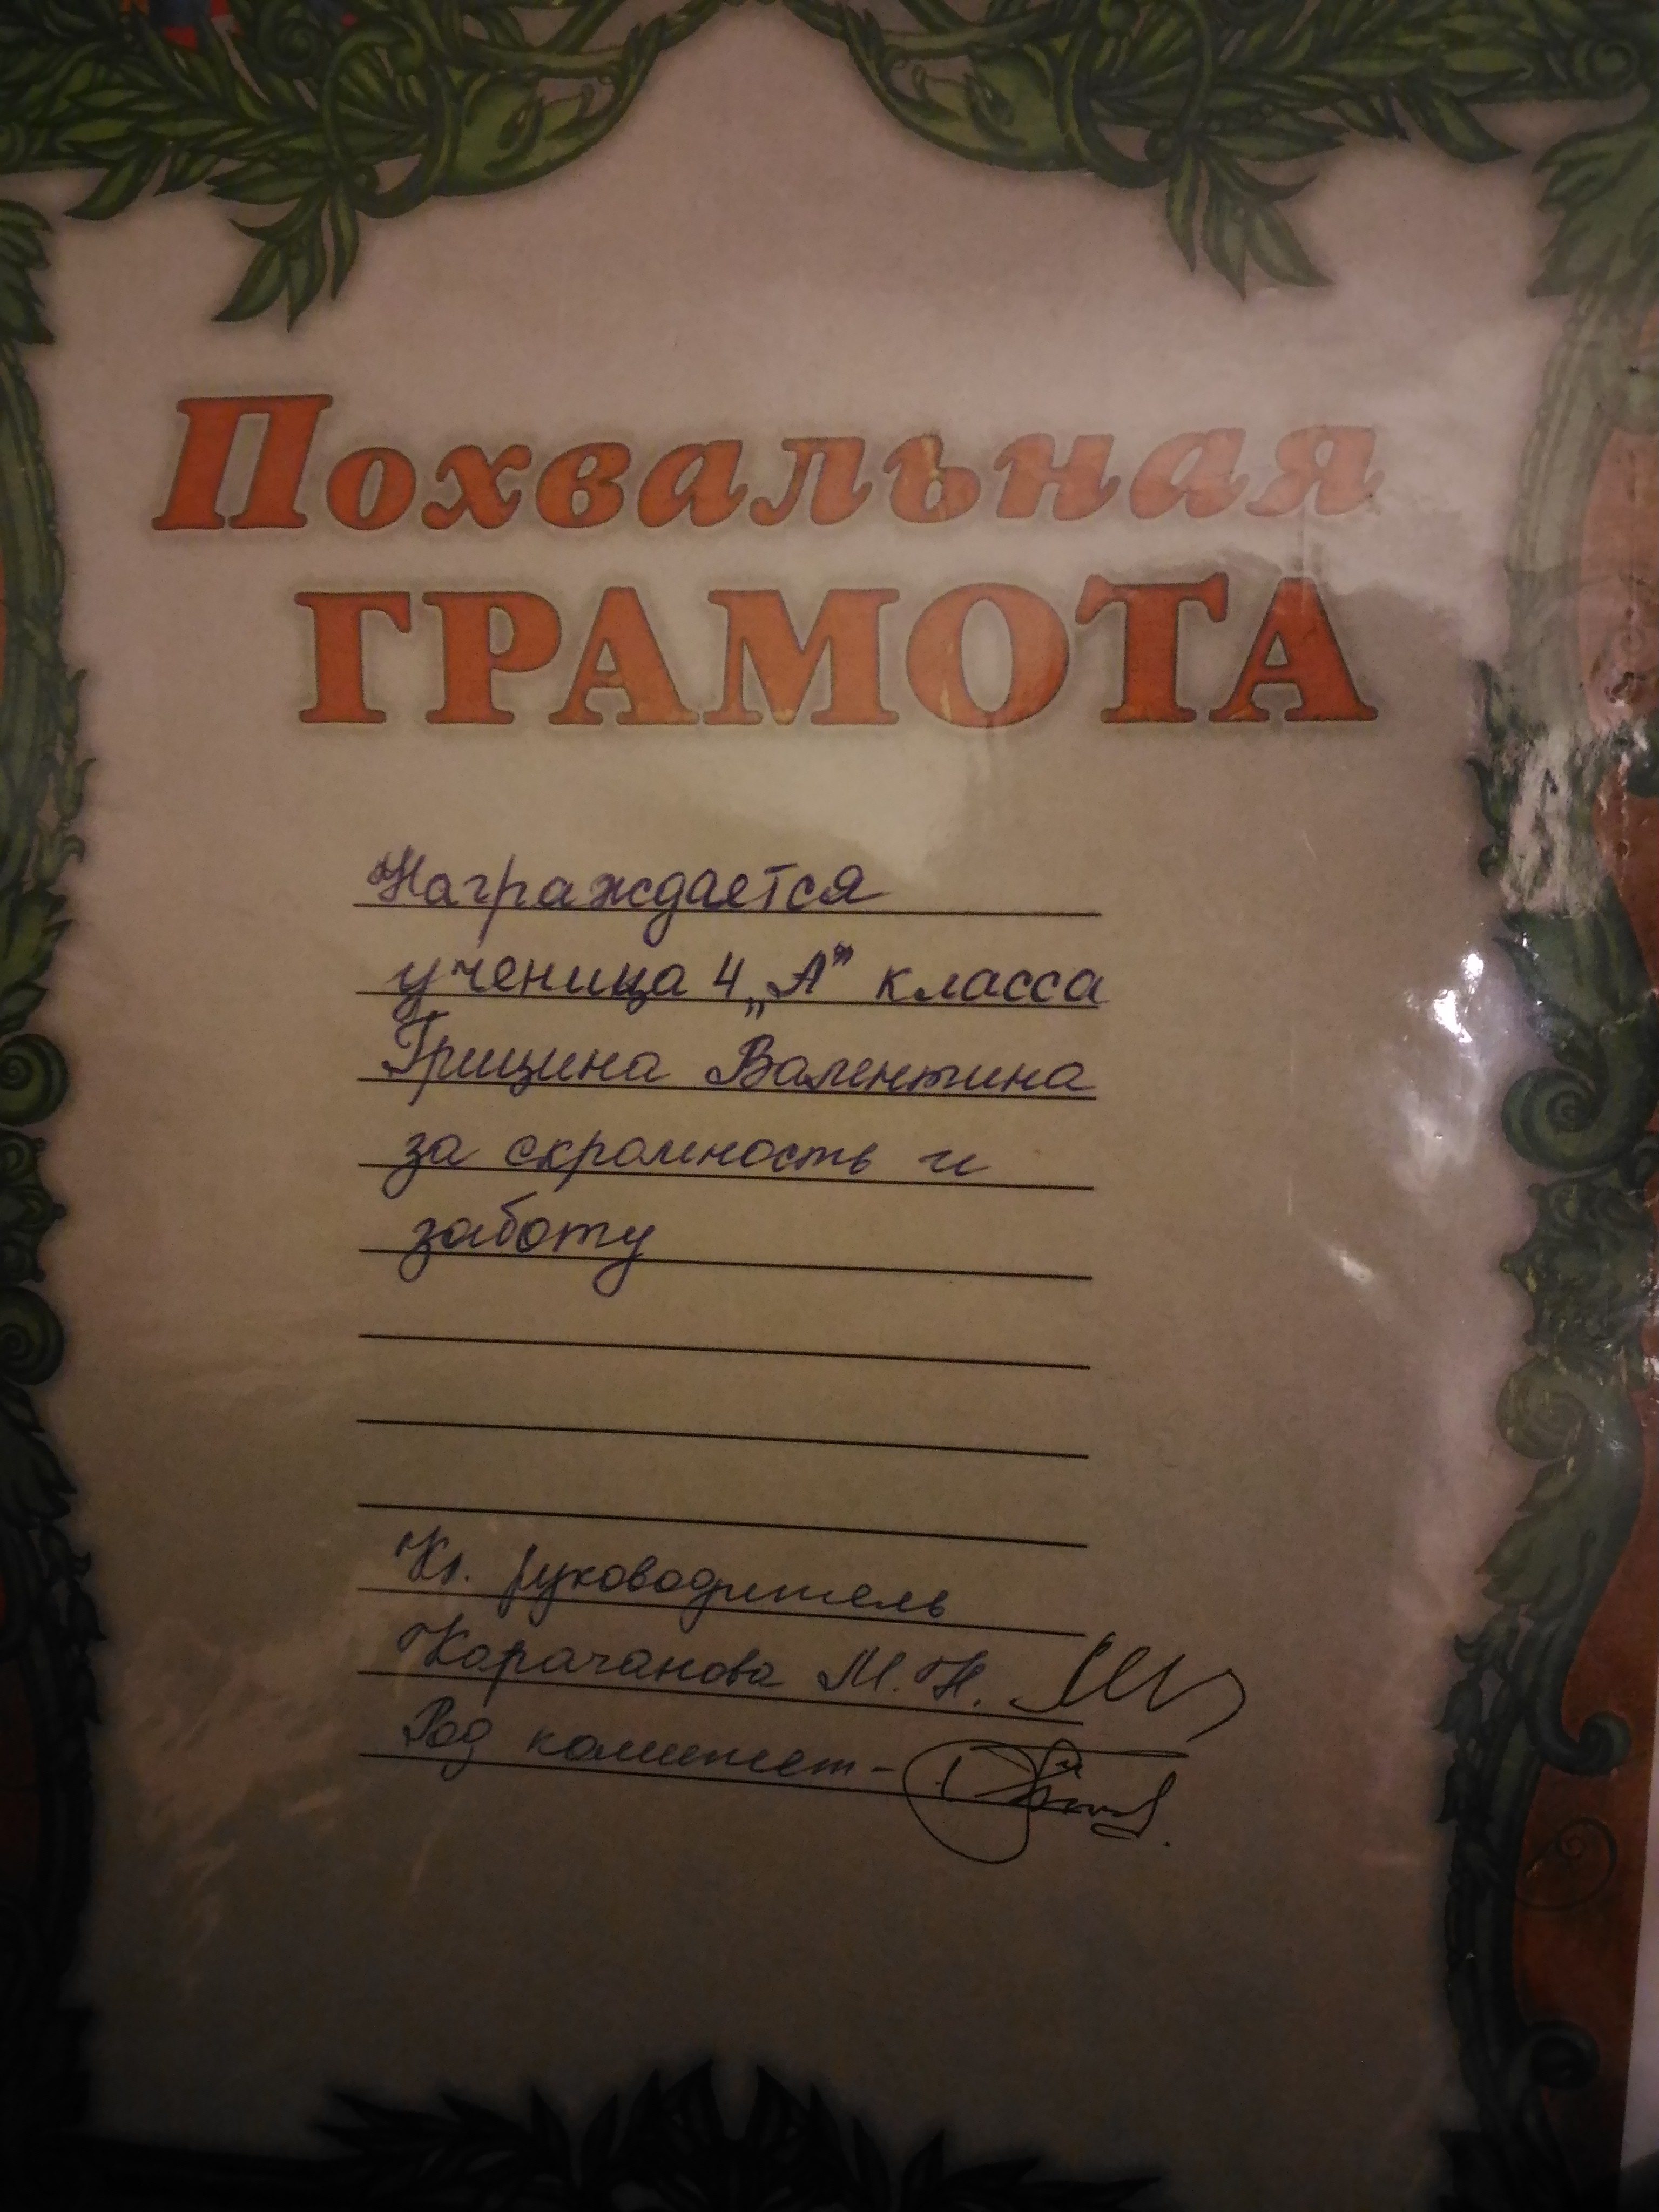 Похвальная
ГРАМОТА
Награждается
ученица 4 „А" класса
Грицина Валентина
за скромность и
заботу
Кл. руководитель
Карачанова М. Н.
Род комитет -